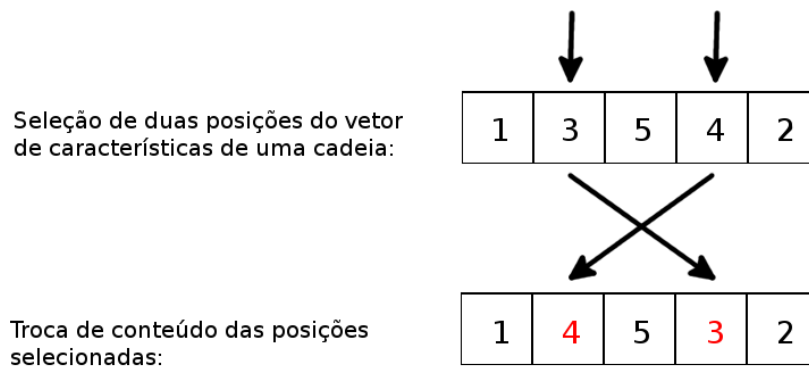 Seleção de duas posições do vetor
de characterísticas de uma cadeia:
1 3 5 4 2
Troca de conteúdo das posições
selecionadas:
1 4 5 3 2